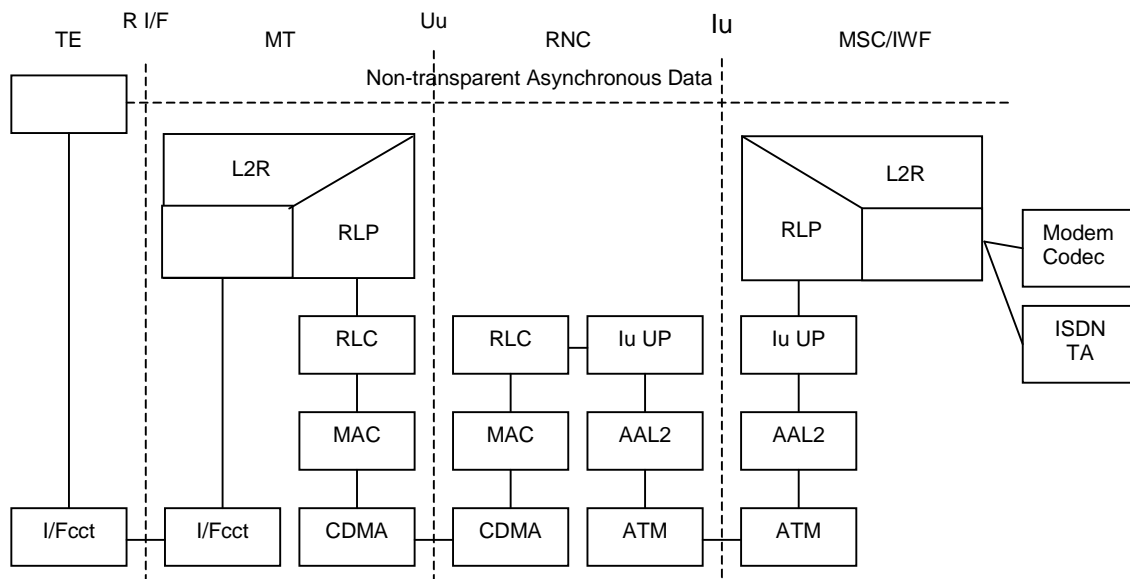 R I/F
Uu
Iu
TE
MT
RNC
MSC/IWF
Non-transparent Asynchronous Data
L2R
RLP
L2R
RLP
Modem
Codec
ISDN
TA
RLC
RLC
Iu UP
Iu UP
MAC
MAC
AAL2
AAL2
I/Fcct
I/Fcct
CDMA
CDMA
ATM
ATM